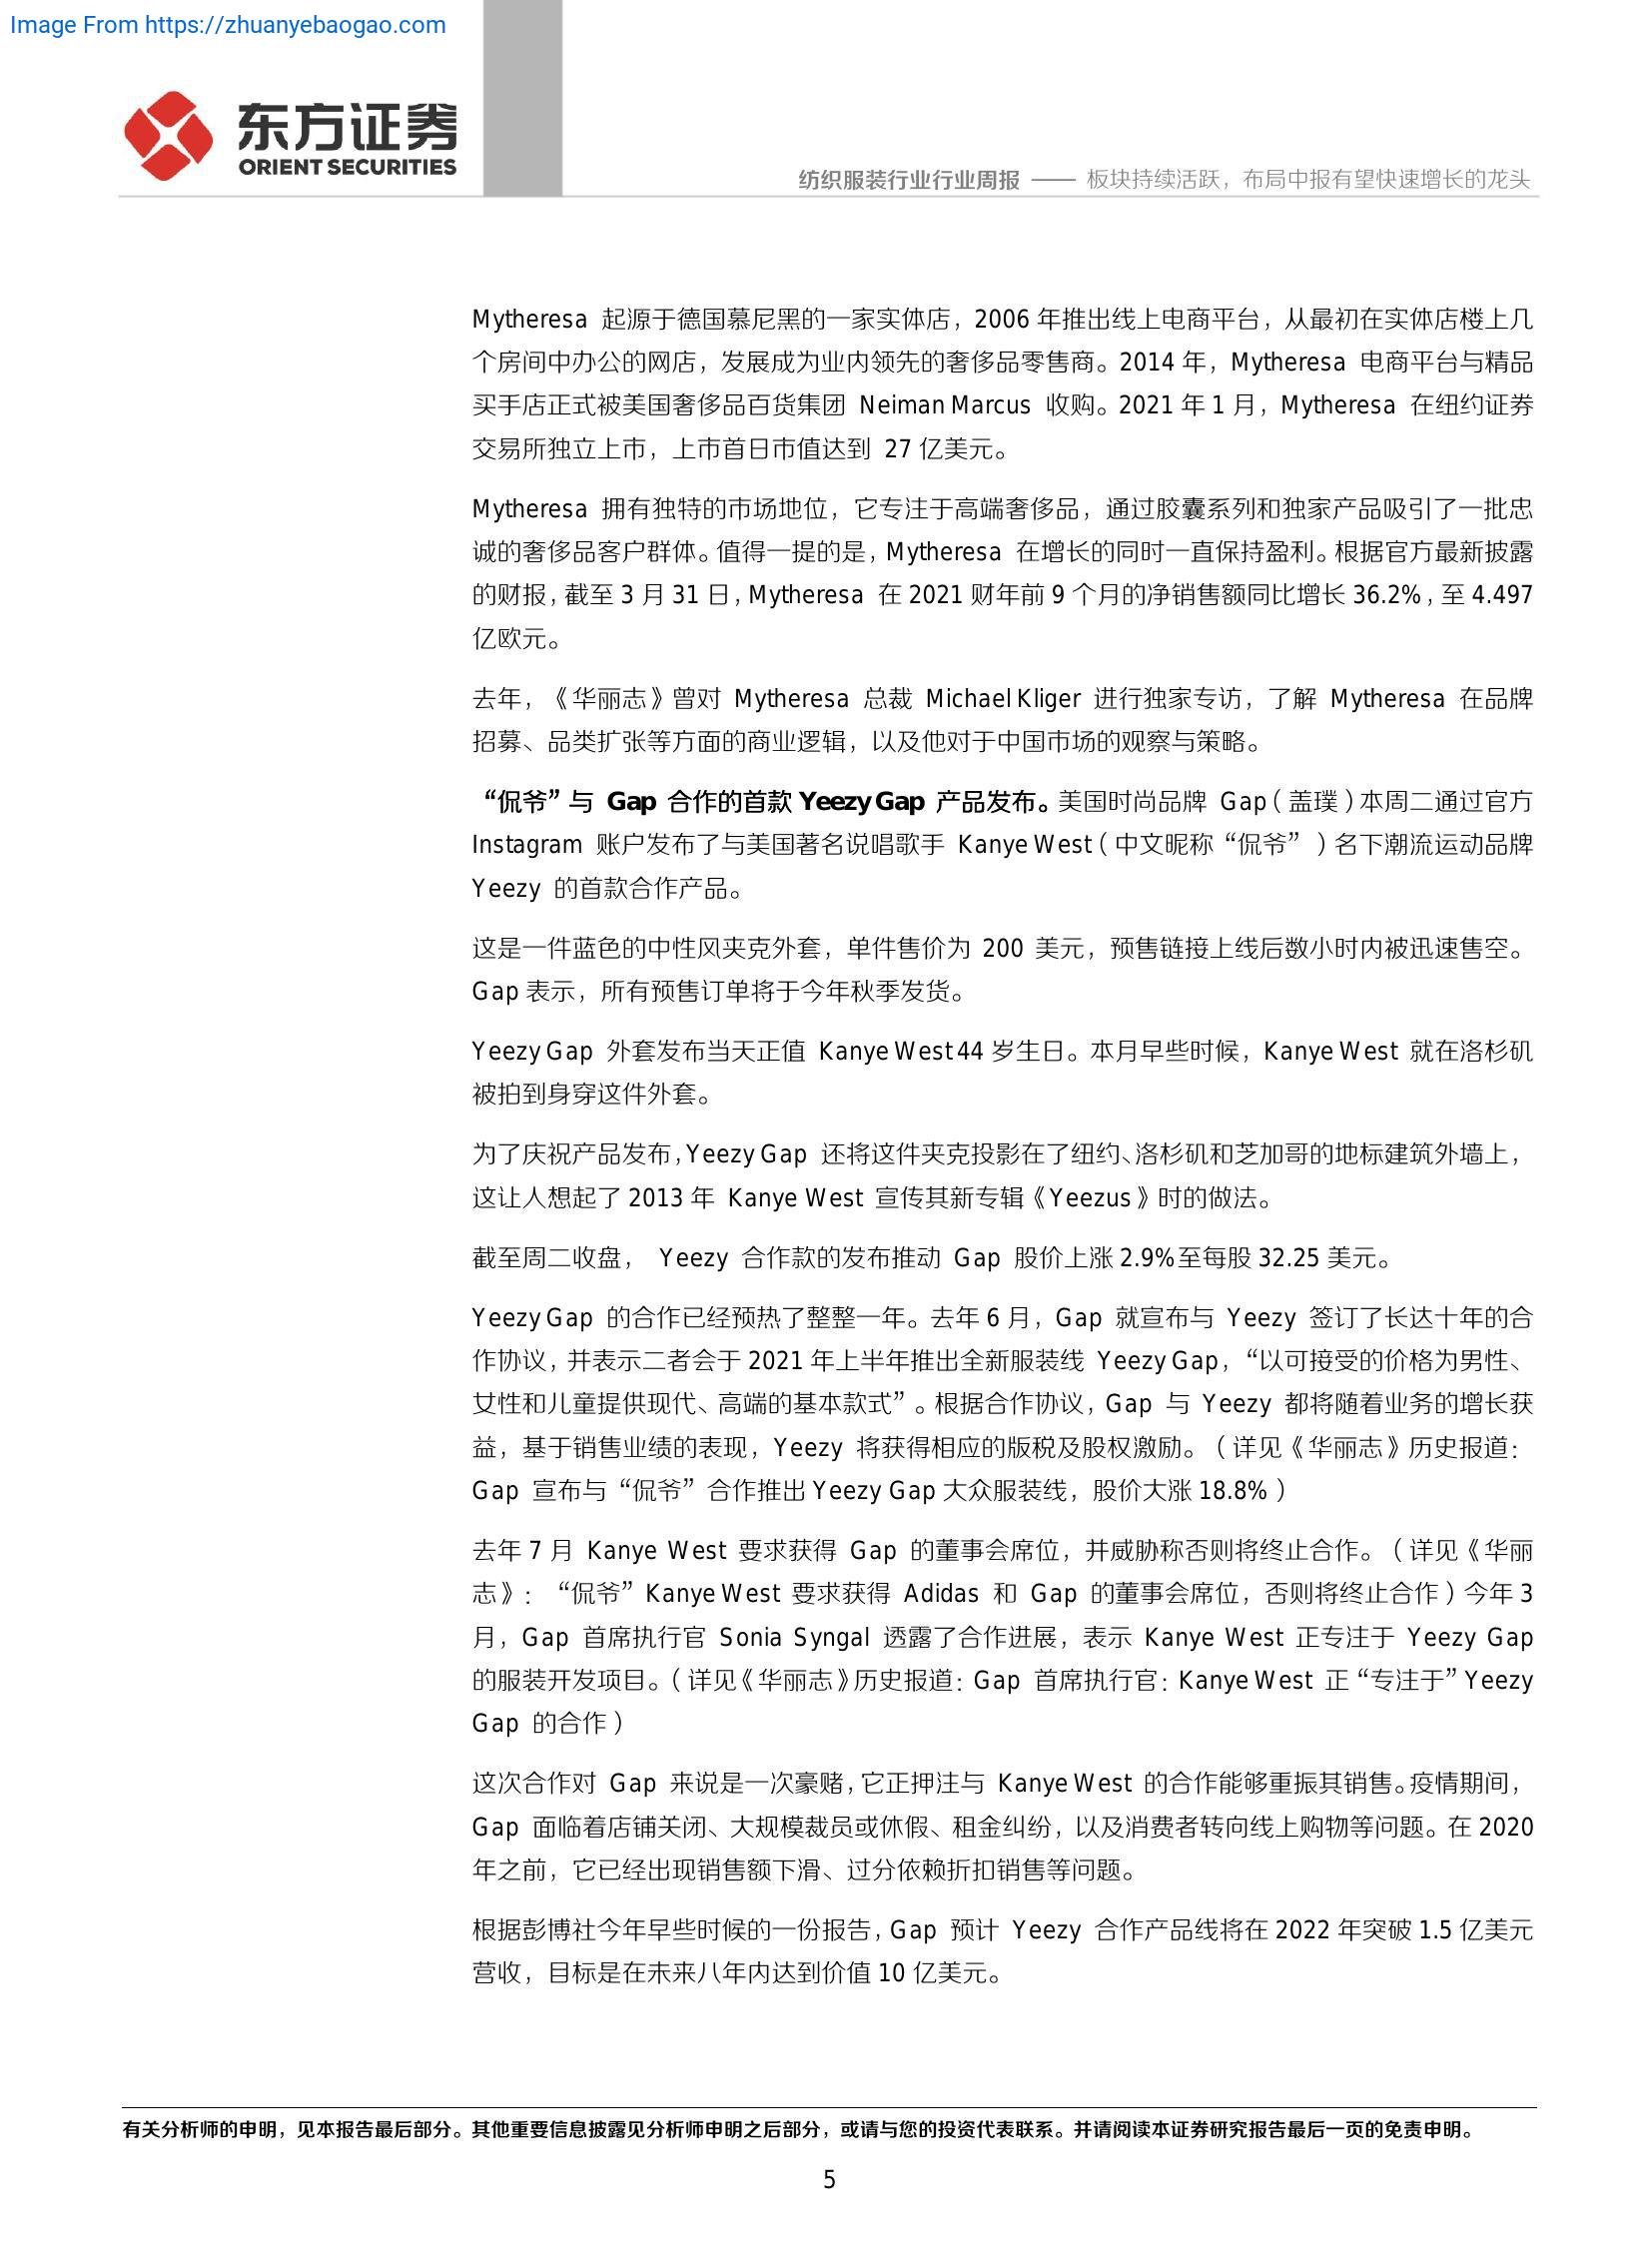 Image From https://zhuanyebaogao.com
东方证券
ORIENT SECURITIES
纺织服装行业行业周报 —— 板块持续活跃，布局中报有望快速增长的龙头
Mytheresa 起源于德国慕尼黑的一家实体店，2006 年推出线上电商平台，从最初在实体店楼上几
个房间中办公的网店，发展成为业内领先的奢侈品零售商。2014 年，Mytheresa 电商平台与精品
买手店正式被美国奢侈品百货集团 Neiman Marcus 收购。2021 年 1 月，Mytheresa 在纽约证券
交易所独立上市，上市首日市值达到 27 亿美元。
Mytheresa 拥有独特的市场地位，它专注于高端奢侈品，通过胶囊系列和独家产品吸引了一批忠
诚的奢侈品客户群体。值得一提的是，Mytheresa 在增长的同时一直保持盈利。根据官方最新披露
的财报，截至 3 月 31 日，Mytheresa 在 2021 财年前 9 个月的净销售额同比增长 36.2%，至 4.497
亿欧元。
去年，《华丽志》曾对 Mytheresa 总裁 Michael Kliger 进行独家专访，了解 Mytheresa 在品牌
招募、品类扩张等方面的商业逻辑，以及他对于中国市场的观察与策略。
“侃爷”与 Gap 合作的首款 Yeezy Gap 产品发布。美国时尚品牌 Gap（盖璞）本周二通过官方
Instagram 账户发布了与美国著名说唱歌手 Kanye West（中文昵称“侃爷”）名下潮流运动品牌
Yeezy 的首款合作产品。
这是一件蓝色的中性风夹克外套，单件售价为 200 美元，预售链接上线后数小时内被迅速售空。
Gap 表示，所有预售订单将于今年秋季发货。
Yeezy Gap 外套发布当天正值 Kanye West 44 岁生日。本月早些时候，Kanye West 就在洛杉矶
被拍到身穿这件外套。
为了庆祝产品发布，Yeezy Gap 还将这件夹克投影在了纽约、洛杉矶和芝加哥的地标建筑外墙上，
这让人想起了 2013 年 Kanye West 宣传其新专辑《Yeezus》时的做法。
截至周二收盘， Yeezy 合作款的发布推动 Gap 股价上涨 2.9%至每股 32.25 美元。
Yeezy Gap 的合作已经预热了整整一年。去年 6 月，Gap 就宣布与 Yeezy 签订了长达十年的合
作协议，并表示二者会于 2021 年上半年推出全新服装线 Yeezy Gap，“以可接受的价格为男性、
女性和儿童提供现代、高端的基本款式”。根据合作协议，Gap 与 Yeezy 都将随着业务的增长获
益，基于销售业绩的表现，Yeezy 将获得相应的版税及股权激励。（详见《华丽志》历史报道：
Gap 宣布与“侃爷”合作推出 Yeezy Gap 大众服装线，股价大涨 18.8%）
去年 7 月 Kanye West 要求获得 Gap 的董事会席位，并威胁称否则将终止合作。（详见《华丽
志》：“侃爷”Kanye West 要求获得 Adidas 和 Gap 的董事会席位，否则将终止合作）今年 3
月，Gap 首席执行官 Sonia Syngal 透露了合作进展，表示 Kanye West 正专注于 Yeezy Gap
的服装开发项目。（详见《华丽志》历史报道：Gap 首席执行官：Kanye West 正“专注于”Yeezy
Gap 的合作）
这次合作对 Gap 来说是一次豪赌，它正押注与 Kanye West 的合作能够重振其销售。疫情期间，
Gap 面临着店铺关闭、大规模裁员或休假、租金纠纷，以及消费者转向线上购物等问题。在 2020
年之前，它已经出现销售额下滑、过分依赖折扣销售等问题。
根据彭博社今年早些时候的一份报告，Gap 预计 Yeezy 合作产品线将在 2022 年突破 1.5 亿美元
营收，目标是在未来八年内达到价值 10 亿美元。
有关分析师的申明，见本报告最后部分。其他重要信息披露见分析师申明之后部分，或请与您的投资代表联系。并请阅读本证券研究报告最后一页的免责申明。
5